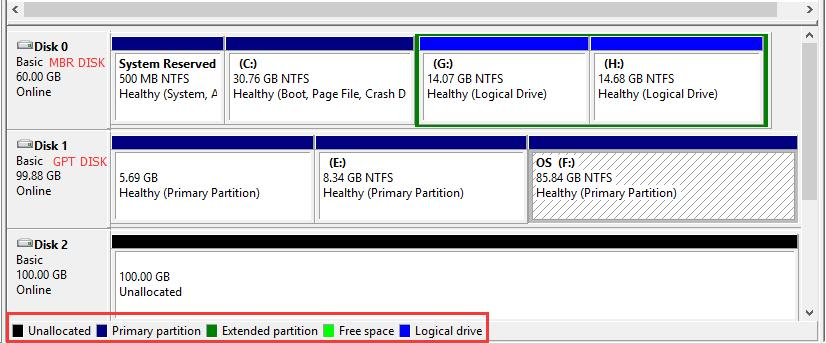 Disk 0
Basic MBR DISK
60.00 GB
Online
System Reserved
500 MB NTFS
Healthy (System, A
(C:)
30.76 GB NTFS
Healthy (Boot, Page File, Crash D
(G:)
14.07 GB NTFS
Healthy (Logical Drive)
(H:)
14.68 GB NTFS
Healthy (Logical Drive)
Disk 1
Basic GPT DISK
99.88 GB
Online
5.69 GB
Healthy (Primary Partition)
(E:)
8.34 GB NTFS
Healthy (Primary Partition)
OS (F:)
85.84 GB NTFS
Healthy (Primary Partition)
Disk 2
Basic
100.00 GB
Online
100.00 GB
Unallocated
Unallocated Primary partition Extended partition Free space Logical drive